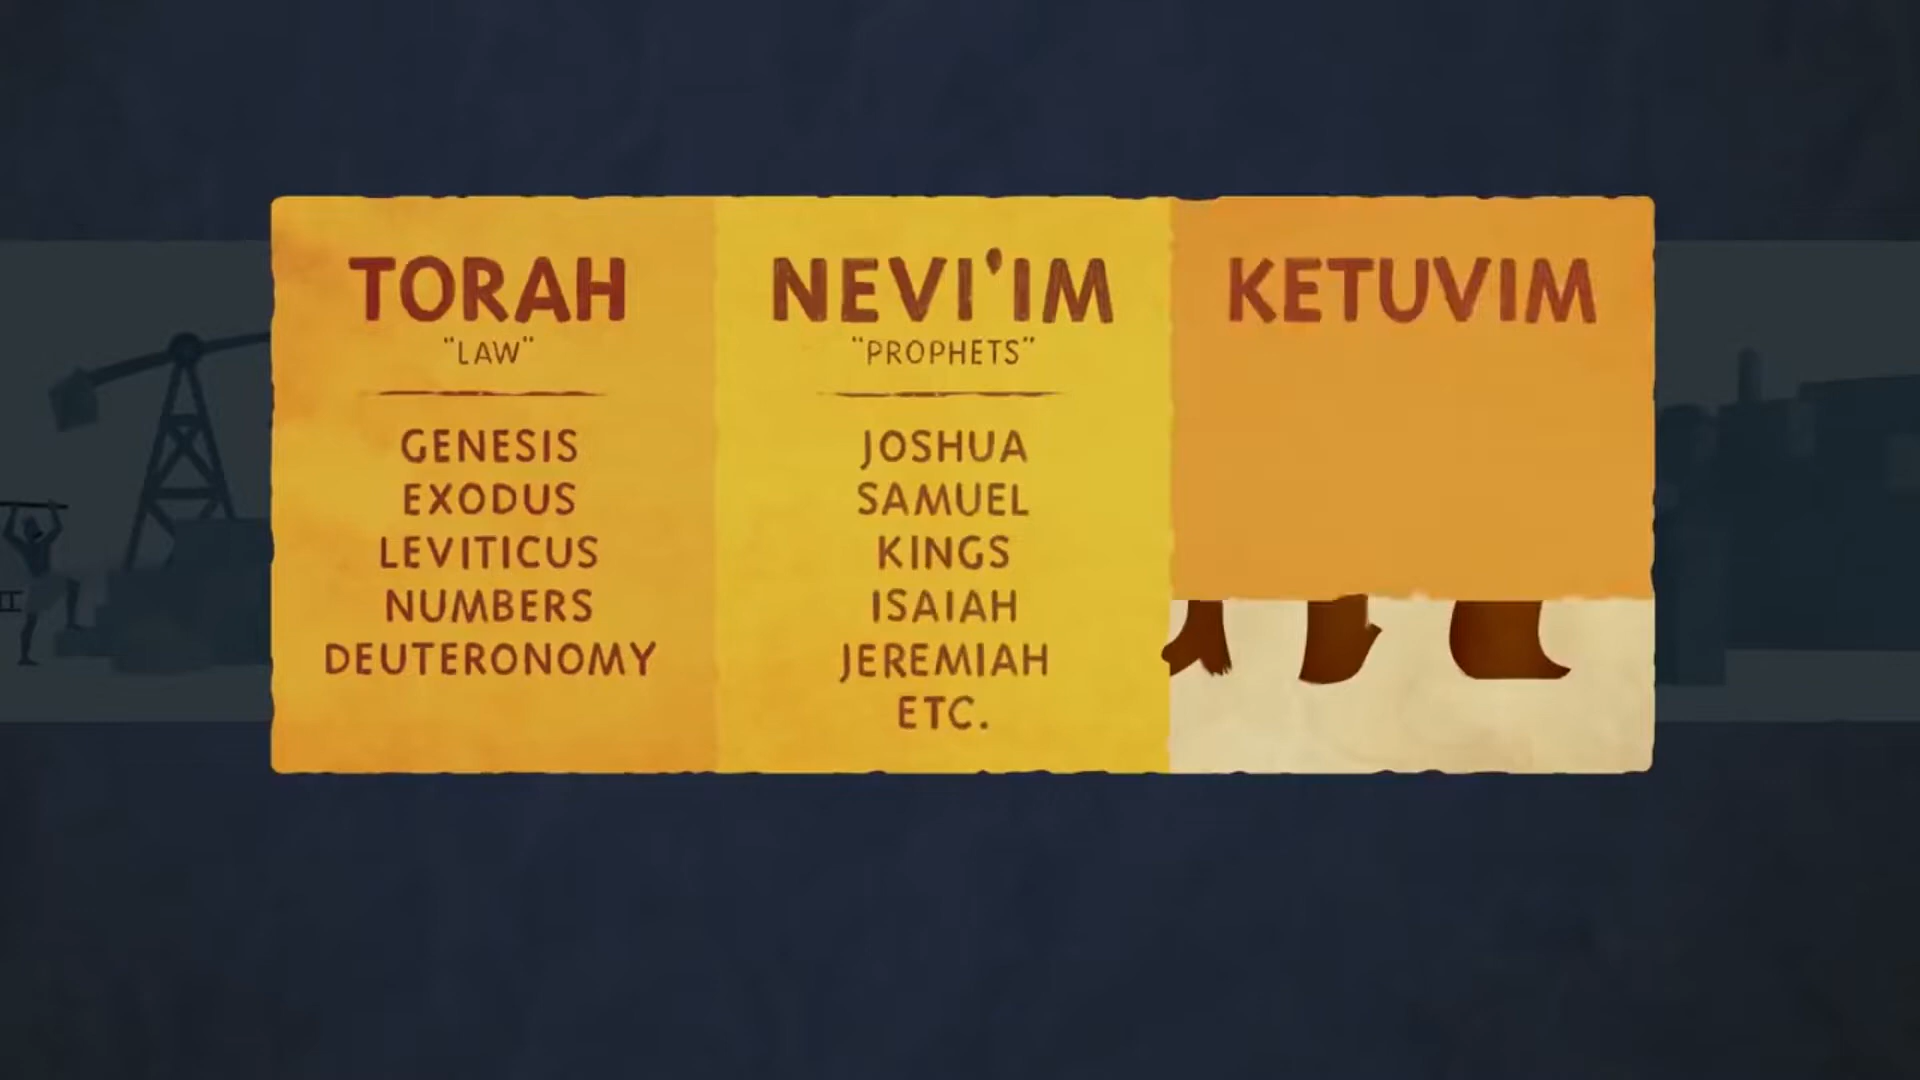 TORAH
"LAW"
GENESIS
EXODUS
LEVITICUS
NUMBERS
DEUTERONOMY
NEVI'IM
"PROPHETS"
JOSHUA
SAMUEL
KINGS
ISAIAH
JEREMIAH
ETC.
KETUVIM